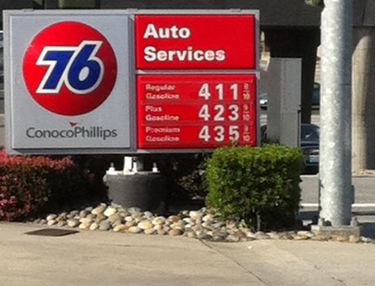 76
ConocoPhillips
Auto
Services
Regular
Gasoline 411 9/10
Plus
Gasoline 423 9/10
Premium
Gasoline 435 9/10